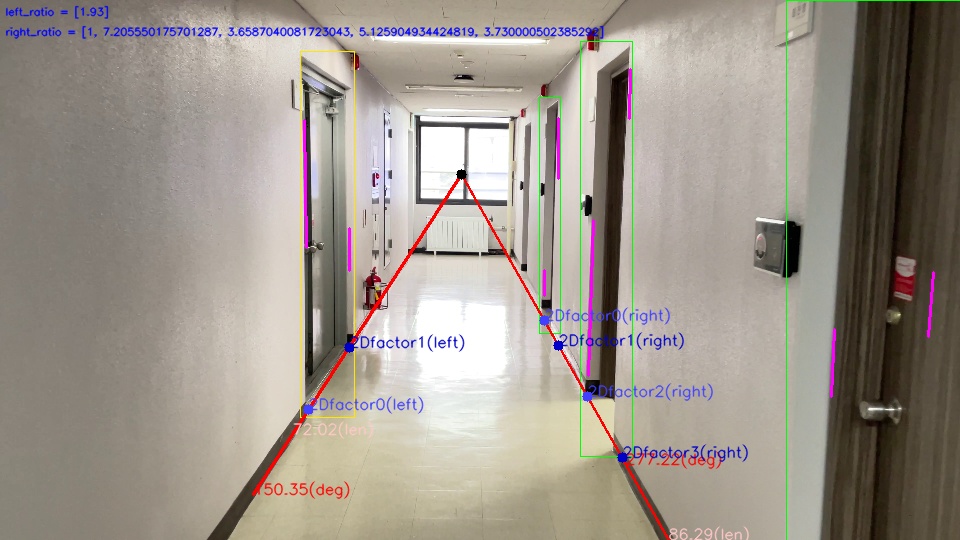 left_ratio = [1.93]
right_ratio = [1, 7.205550175701287, 3.6587040081723043, 5.125904934424819, 3.730000502385292]
2Dfactor0(right)
2Dfactor1(left)
2Dfactor1(right)
2Dfactor2(right)
2Dfactor0(left)
72.02(len)
2Dfactor3(right)
277.22(deg)
150.35(deg)
86.29(len)